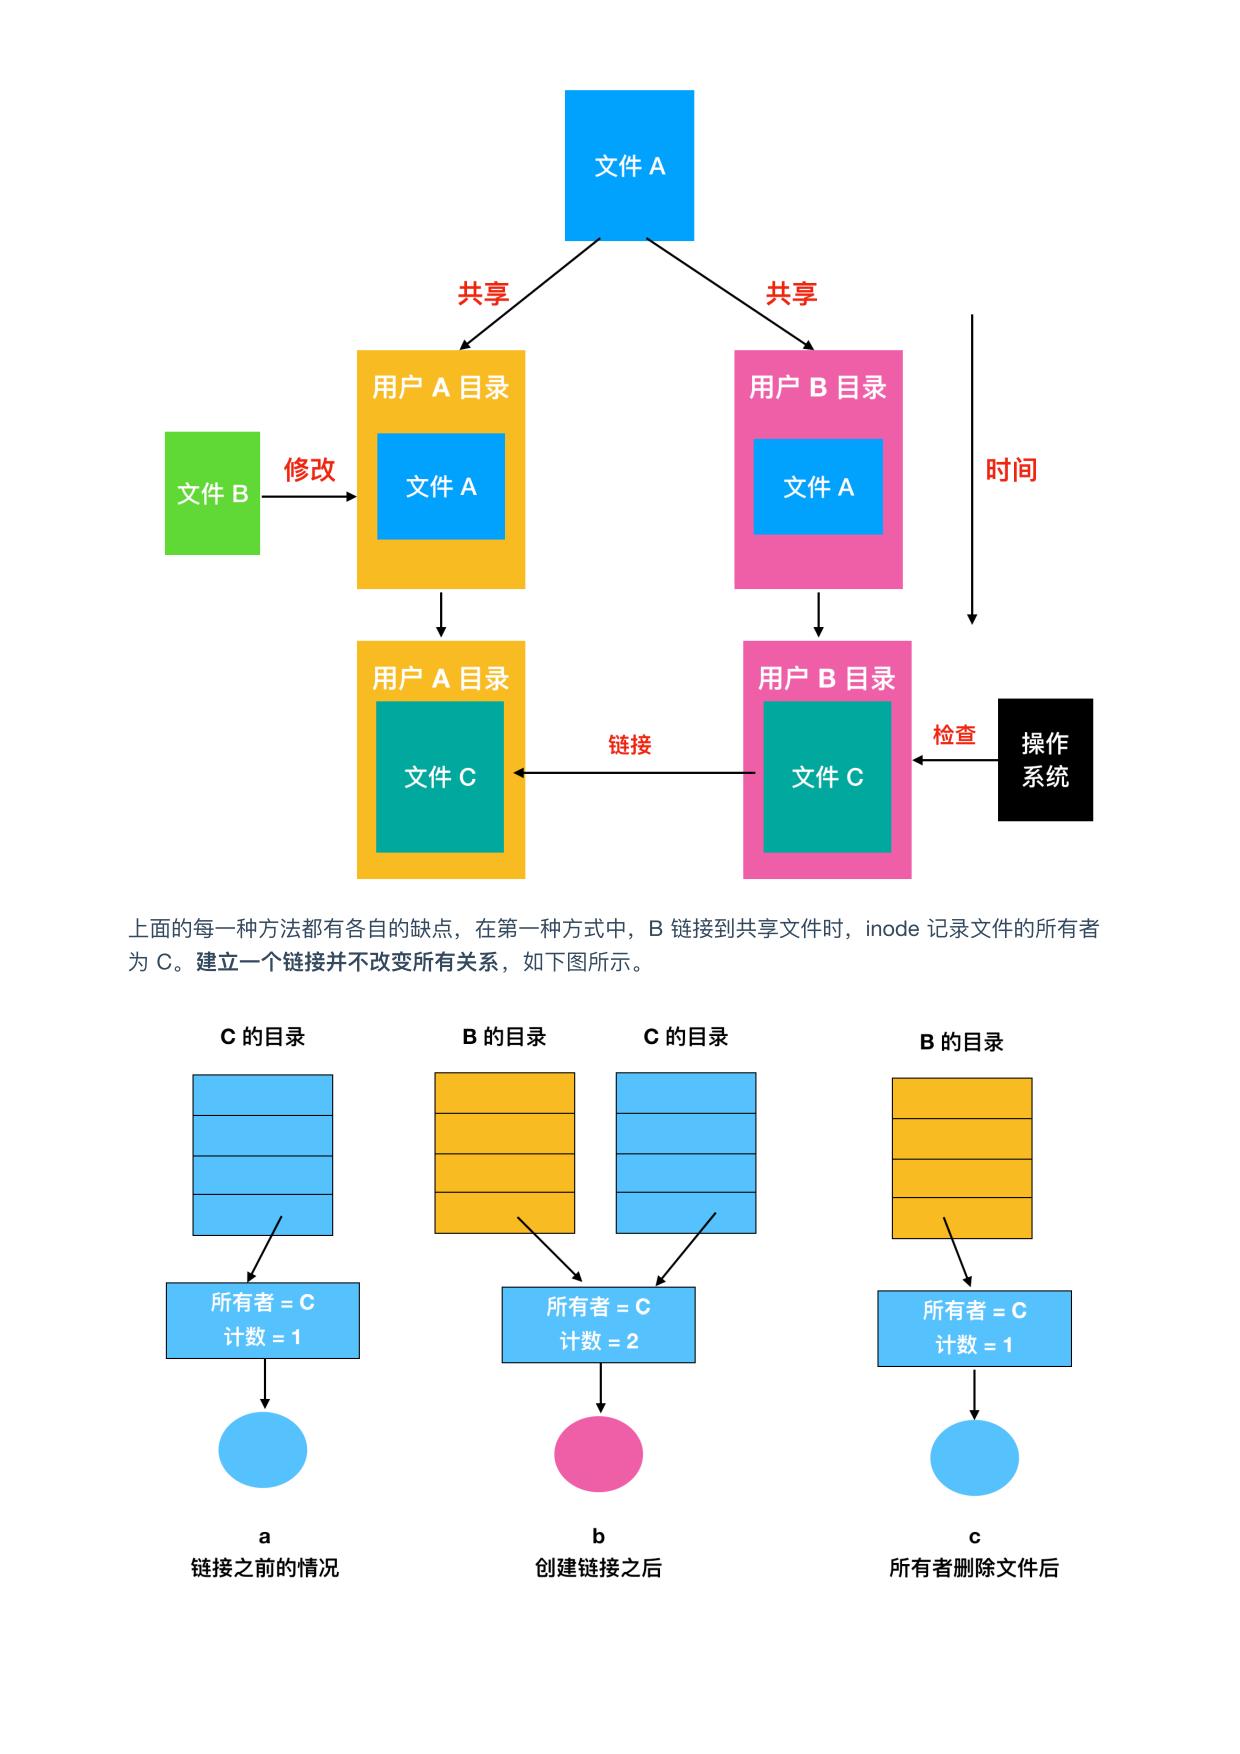 文件 A
共享
共享
用户 A 目录
用户 B 目录
文件 B
修改
文件 A
文件 A
时间
用户 A 目录
用户 B 目录
文件 C
链接
文件 C
检查
操作
系统
上面的每一种方法都有各自的缺点，在第一种方式中，B 链接到共享文件时，inode 记录文件的所有者
为 C。建立一个链接并不改变所有关系，如下图所示。
C 的目录
B 的目录
C 的目录
B 的目录
所有者 = C
计数 = 1
所有者 = C
计数 = 2
所有者 = C
计数 = 1
a
链接之前的情况
b
创建链接之后
c
所有者删除文件后